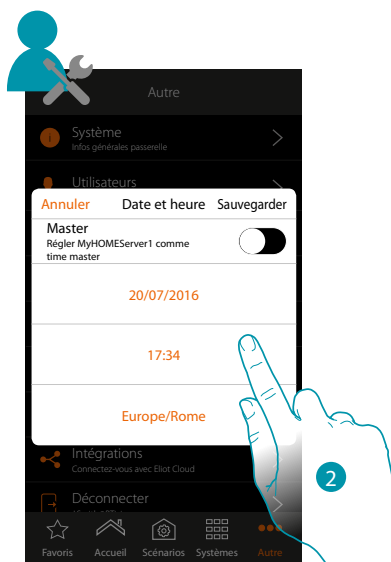 Autre
Système
Infos générales passerelle
Utilisateurs
Annuler Date et heure Sauvegarder
Master
Régler MyHOMEServer1 comme
time master
20/07/2016
17:34
Europe/Rome
Intégrations
Connectez-vous avec Eliot Cloud
2
Déconnecter
Favoris Accueil Scénarios Systèmes Autre